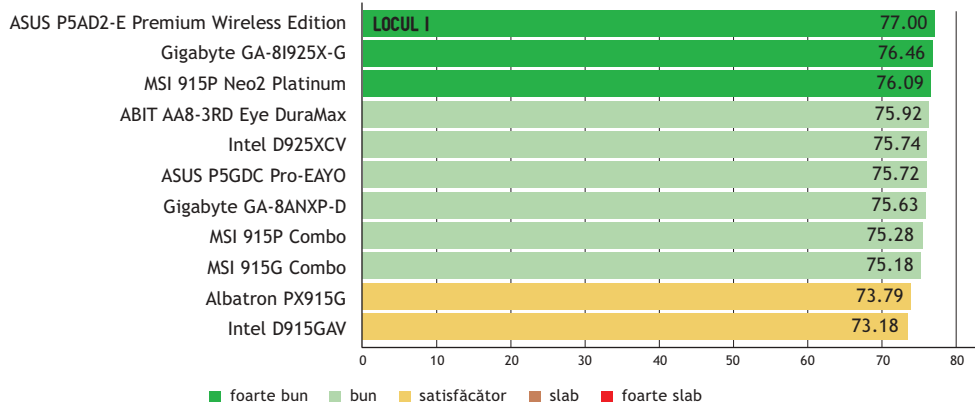 ASUS P5AD2-E Premium Wireless Edition LOCUL I 77.00
Gigabyte GA-8I925X-G 76.46
MSI 915P Neo2 Platinum 76.09
ABIT AA8-3RD Eye DuraMax 75.92
Intel D925XCV 75.74
ASUS P5GDC Pro-EAYO 75.72
Gigabyte GA-8ANXP-D 75.63
MSI 915P Combo 75.28
MSI 915G Combo 75.18
Albatron PX915G 73.79
Intel D915GAV 73.18
0 10 20 30 40 50 60 70 80
foarte bun bun satisfăcător slab foarte slab